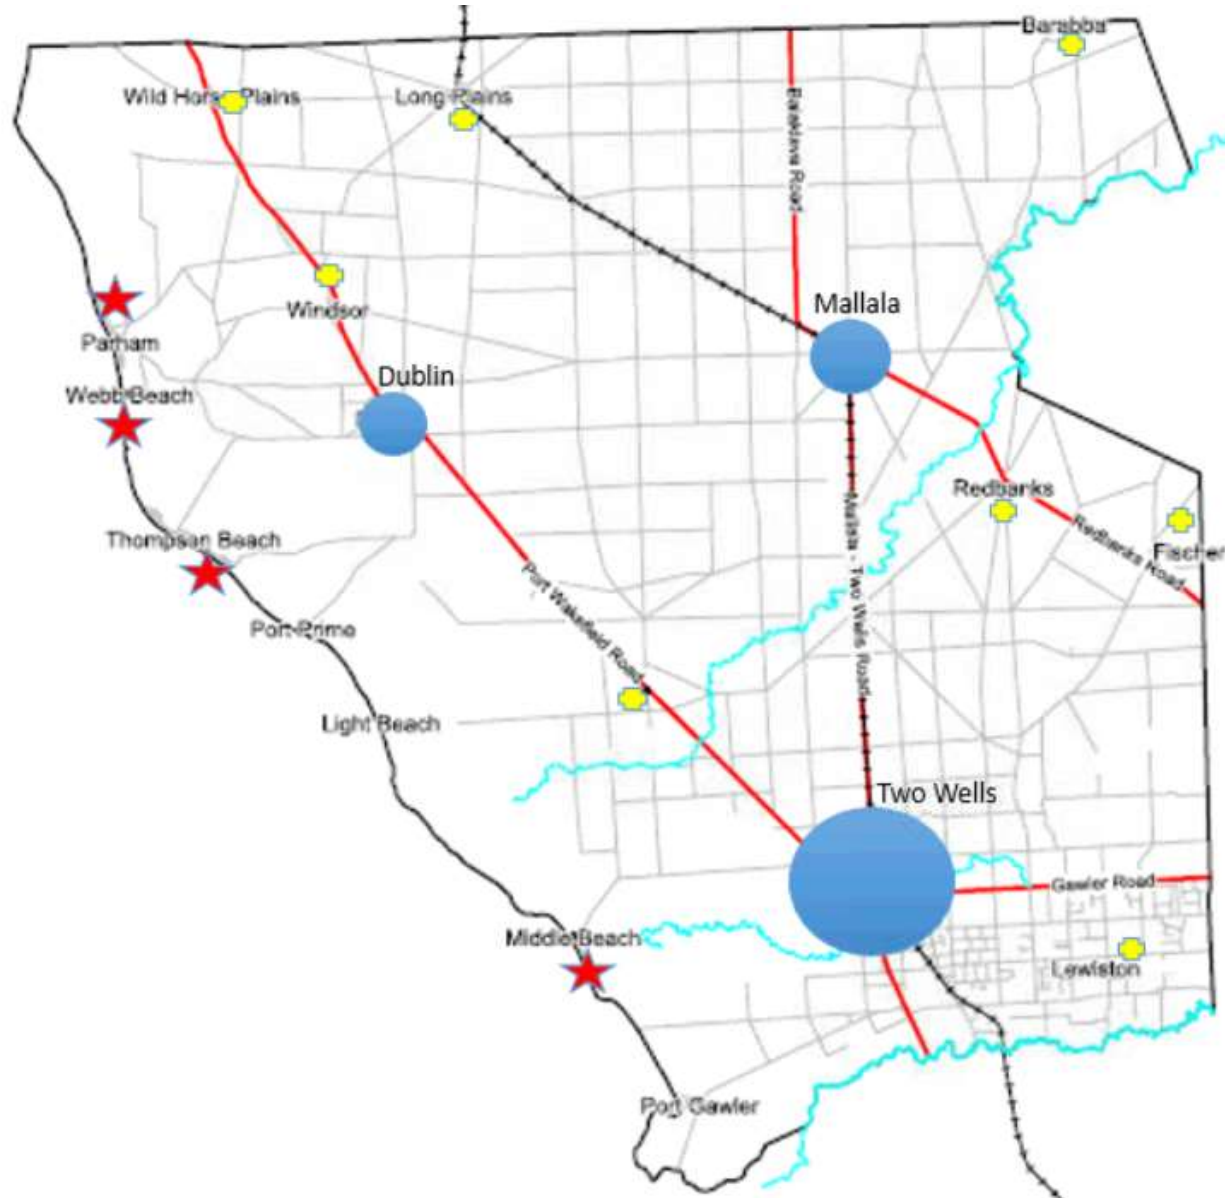 Barabba
Wild Horse Plains
Long Plains
Balaklava Road
Mallala
Windsor
Parham
Dublin
Webb Beach
Redbanks
Mallala - Two Wells Road
Redbanks Road
Fischer
Thompson Beach
Port Wakefield Road
Port Prime
Light Beach
Two Wells
Gawler Road
Middle Beach
Lewiston
Port Gawler